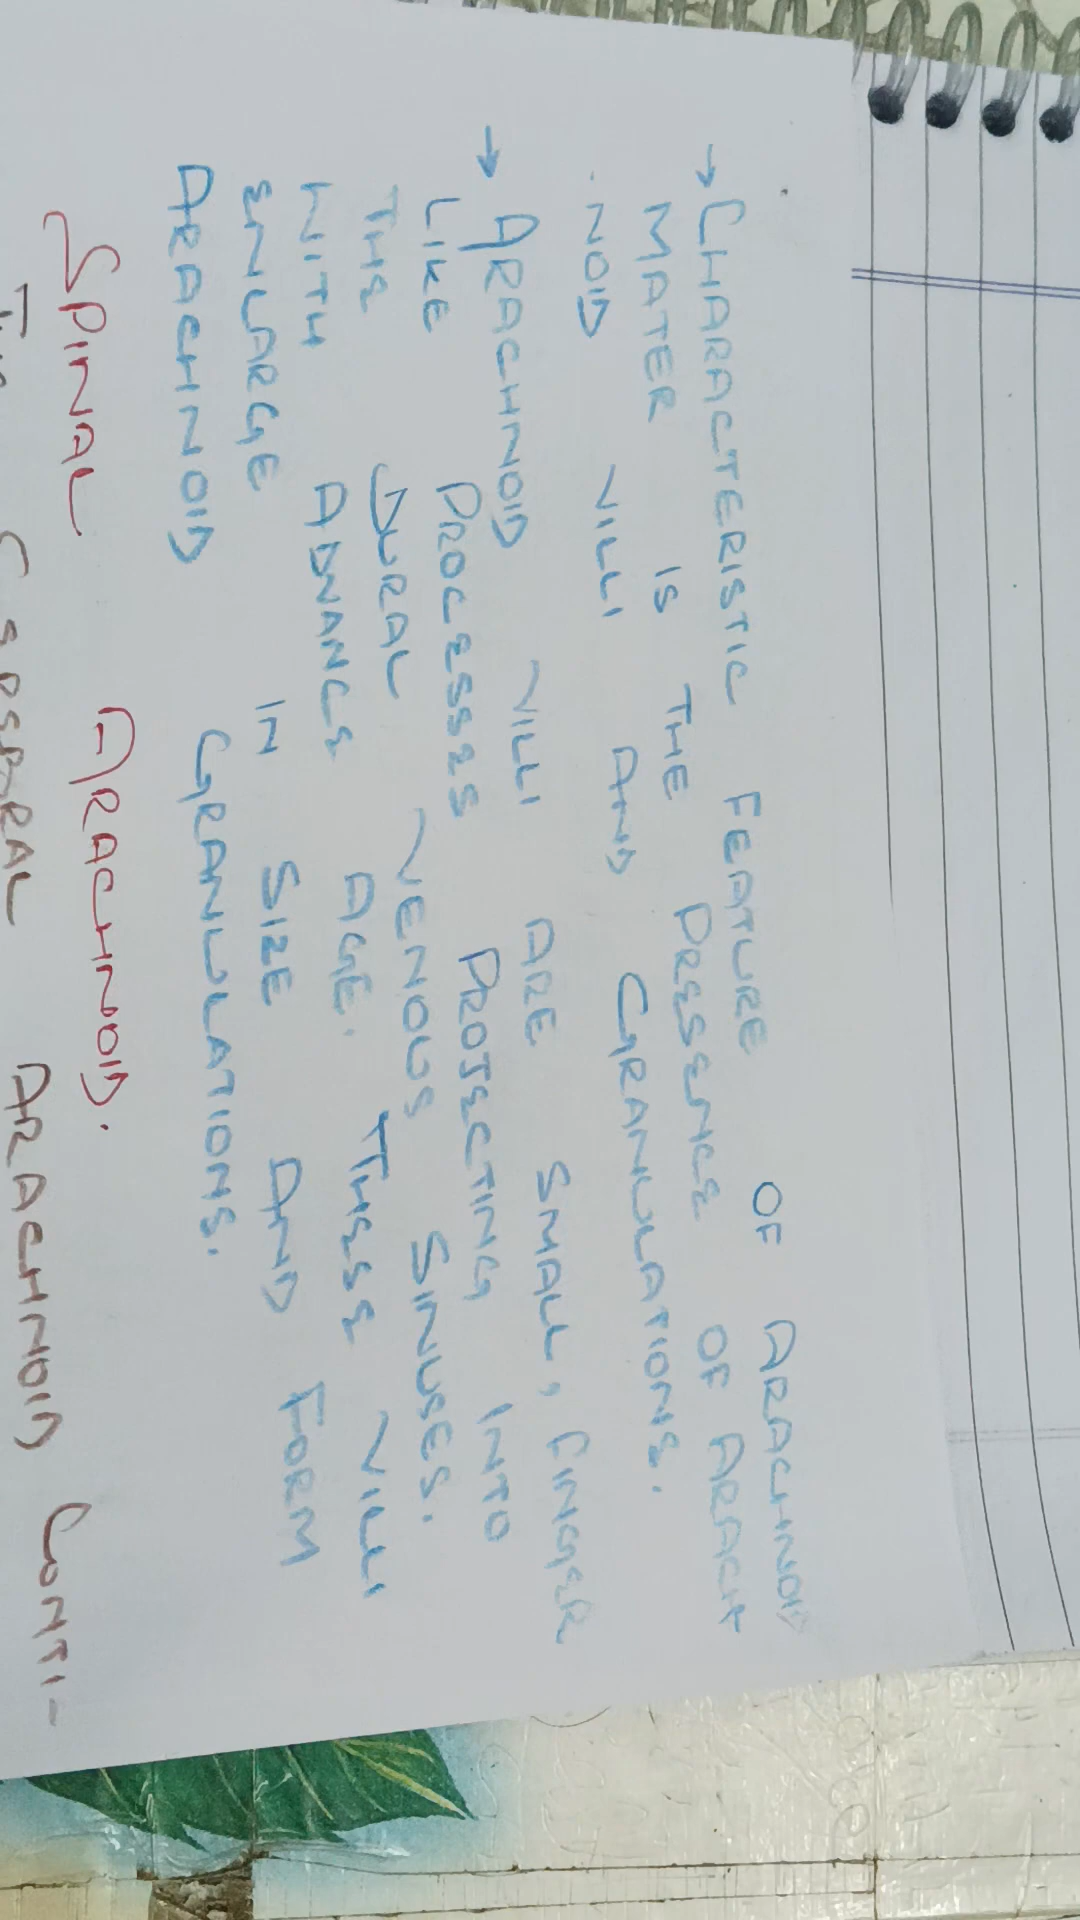 → CHARACTERISTIC FEATURE OF ARACHNOID
MATER IS THE PRESENCE OF ARACH
NOID VILLI AND GRANULATIONS.
→ ARACHNOID VILLI ARE SMALL, FINGER
LIKE PROCESSES PROJECTING INTO
THE DURAL VENOUS SINUSES.
WITH ADVANCE AGE. THESE VILLI
ENLARGE IN SIZE AND FORM
ARACHNOID GRANULATIONS.
SPINAL ARACHNOID.
ARACHNOID CONTI-